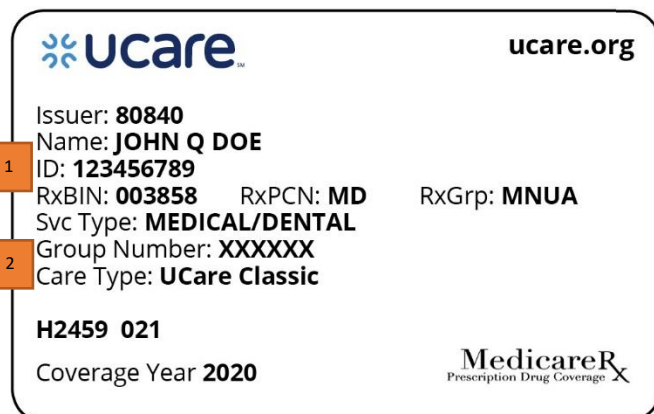 ucare SM
ucare.org
Issuer: 80840
Name: JOHN Q DOE
1
ID: 123456789
RxBIN: 003858 RxPCN: MD RxGrp: MNUA
Svc Type: MEDICAL/DENTAL
Group Number: XXXXXX
2
Care Type: UCare Classic
H2459 021
Coverage Year 2020
MedicareRx
Prescription Drug Coverage